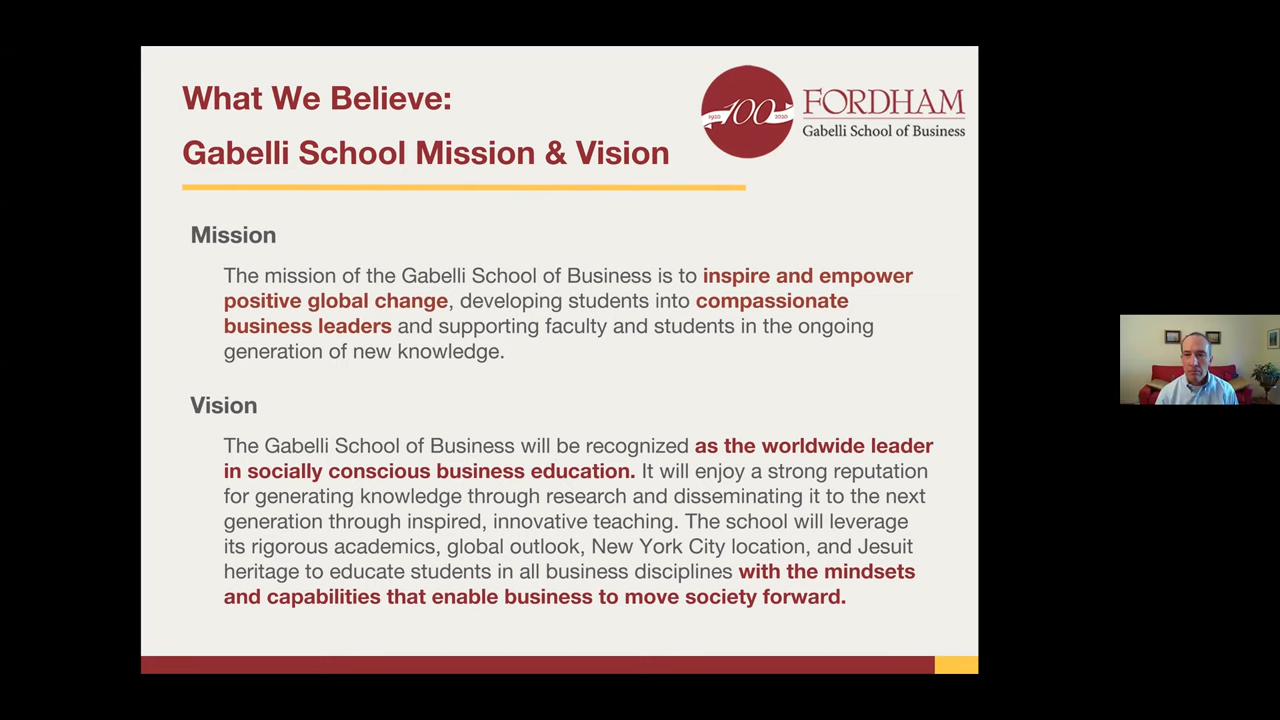 What We Believe:
Gabelli School Mission & Vision
1920 100 2020
FORDHAM
Gabelli School of Business
Mission
The mission of the Gabelli School of Business is to inspire and empower
positive global change, developing students into compassionate
business leaders and supporting faculty and students in the ongoing
generation of new knowledge.
Vision
The Gabelli School of Business will be recognized as the worldwide leader
in socially conscious business education. It will enjoy a strong reputation
for generating knowledge through research and disseminating it to the next
generation through inspired, innovative teaching. The school will leverage
its rigorous academics, global outlook, New York City location, and Jesuit
heritage to educate students in all business disciplines with the mindsets
and capabilities that enable business to move society forward.